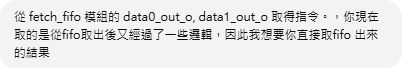 從 fetch_fifo 模組的 data0_out_o, data1_out_o 取得指令。，你現在
取的是從fifo取出後又經過了一些邏輯，因此我想要你直接取fifo 出來
的結果